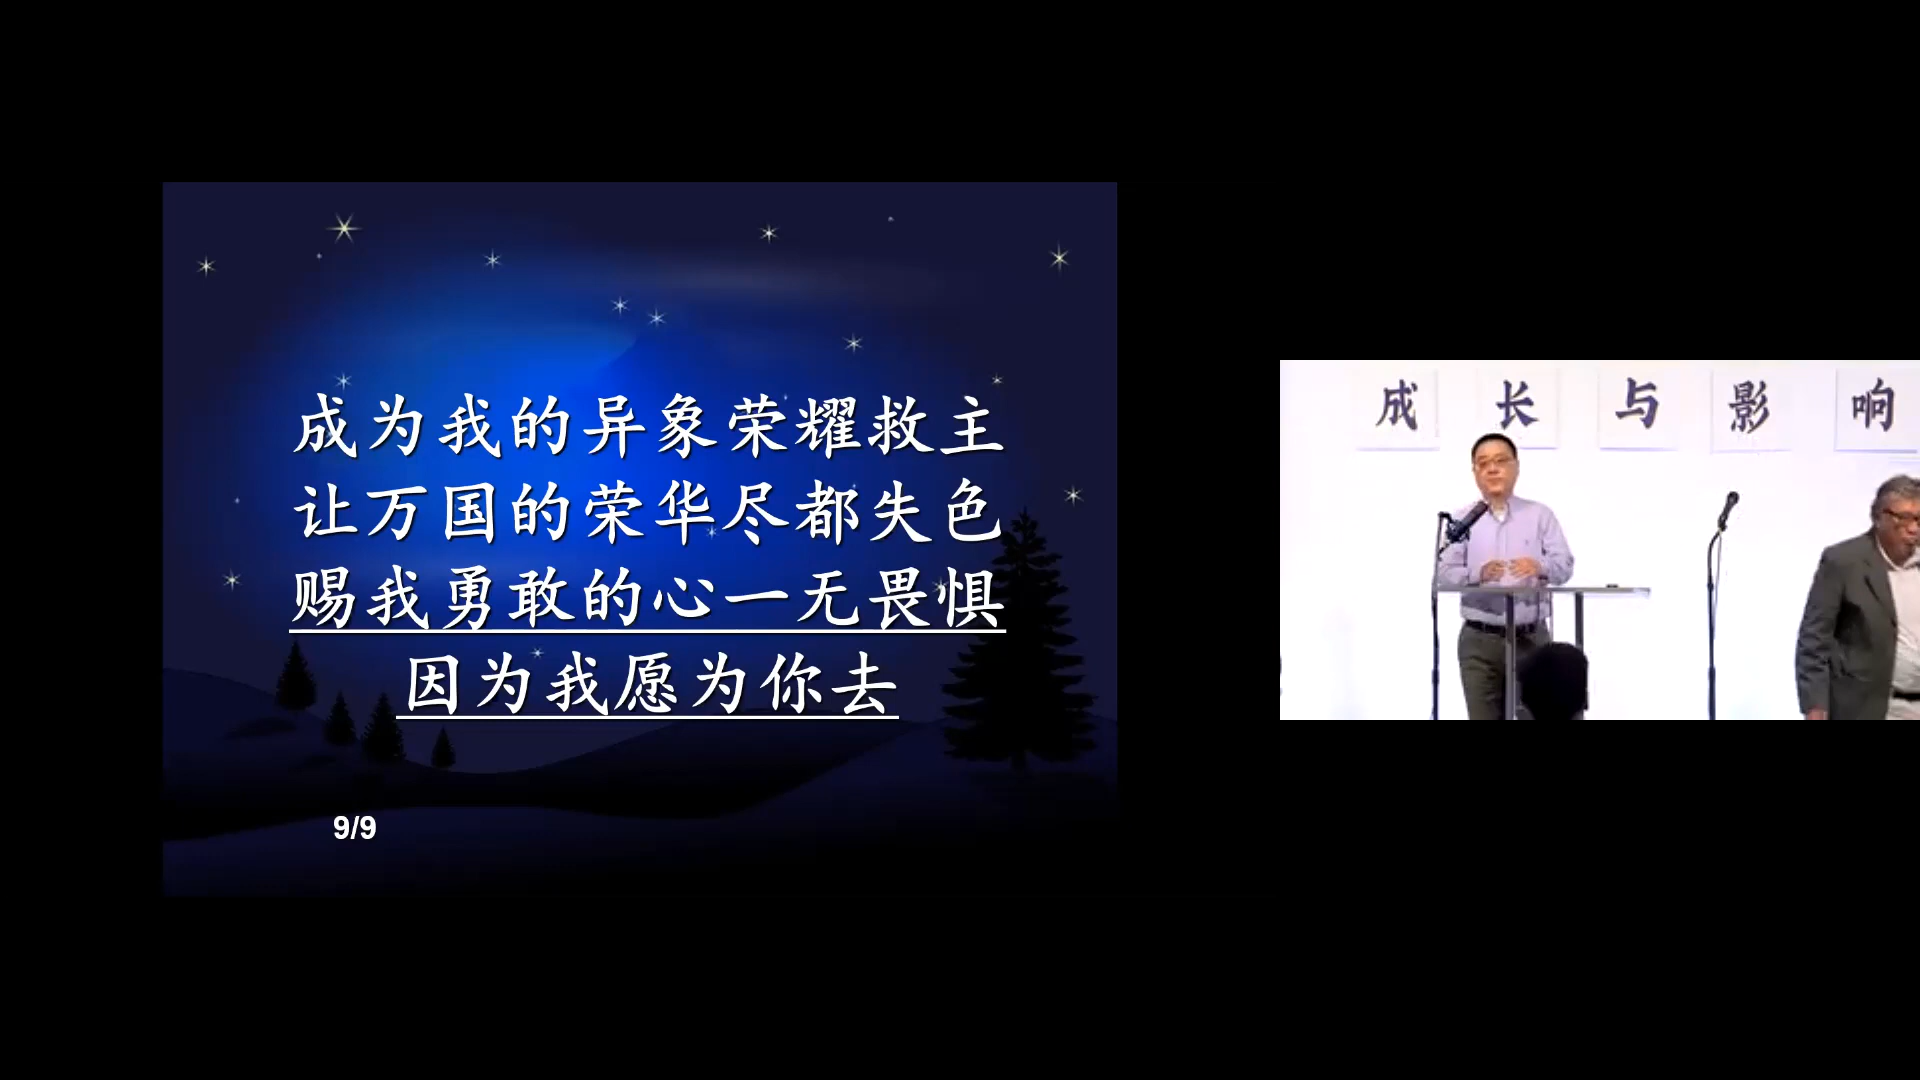 成为我的异象荣耀救主
让万国的荣华尽都失色
赐我勇敢的心一无畏惧
因为我愿为你去
9/9
成长与影响